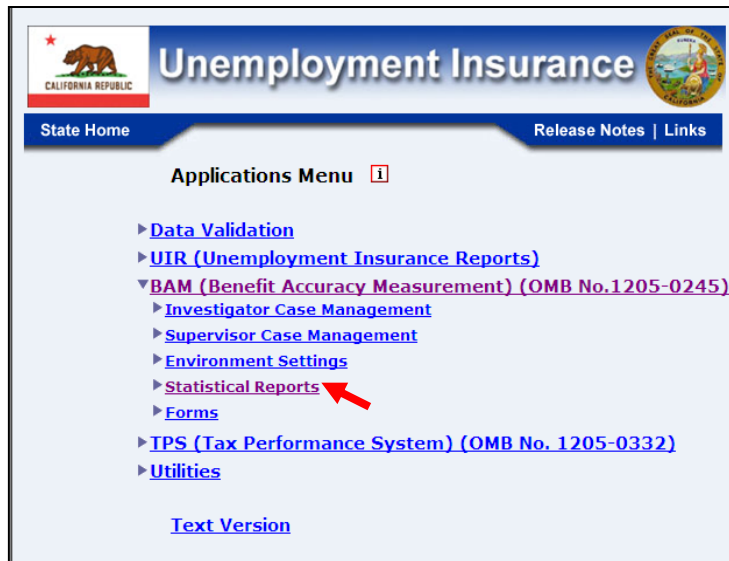 CALIFORNIA REPUBLIC
Unemployment Insurance
State Home
Release Notes | Links
Applications Menu i
Data Validation
UIR (Unemployment Insurance Reports)
BAM (Benefit Accuracy Measurement) (OMB No.1205-0245)
Investigator Case Management
Supervisor Case Management
Environment Settings
Statistical Reports
Forms
TPS (Tax Performance System) (OMB No. 1205-0332)
Utilities
Text Version